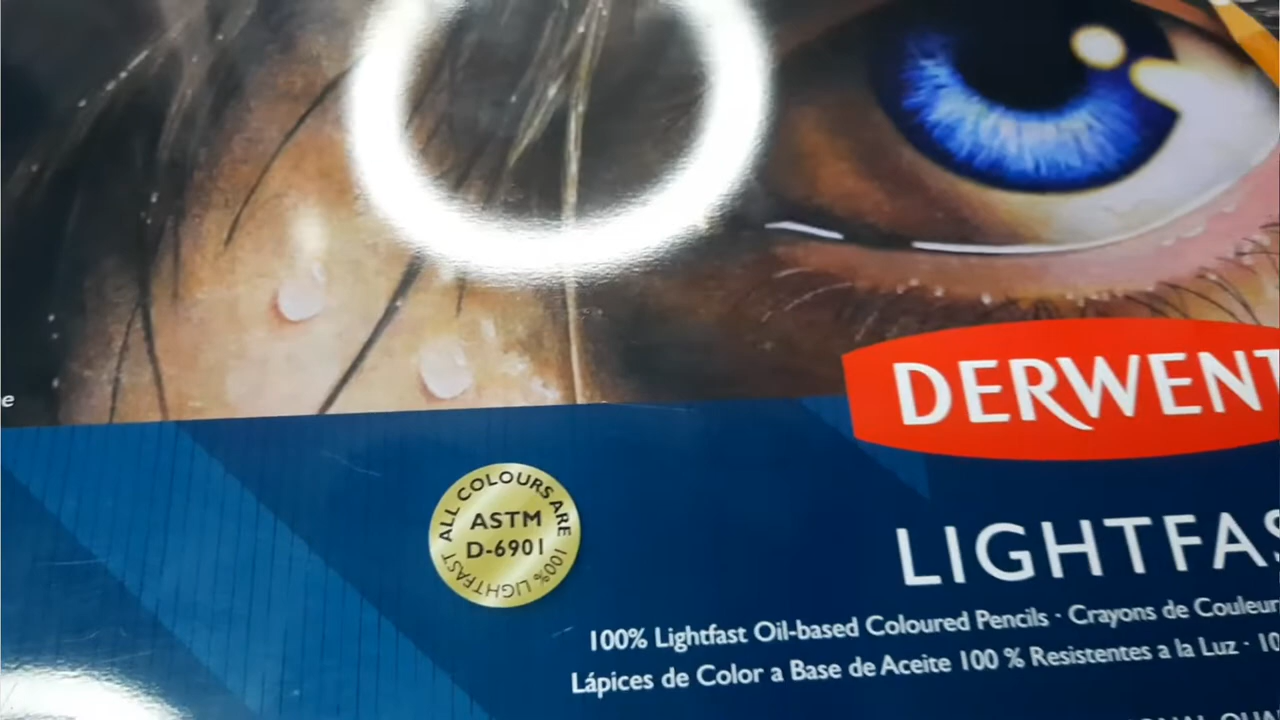 e
DERWENT
ALL COLOURS ARE
ASTM
D-6901
100% LIGHTFAST
LIGHTFAS
100% Lightfast Oil-based Coloured Pencils · Crayons de Couleur
Lápices de Color a Base de Aceite 100 % Resistentes a la Luz · 10